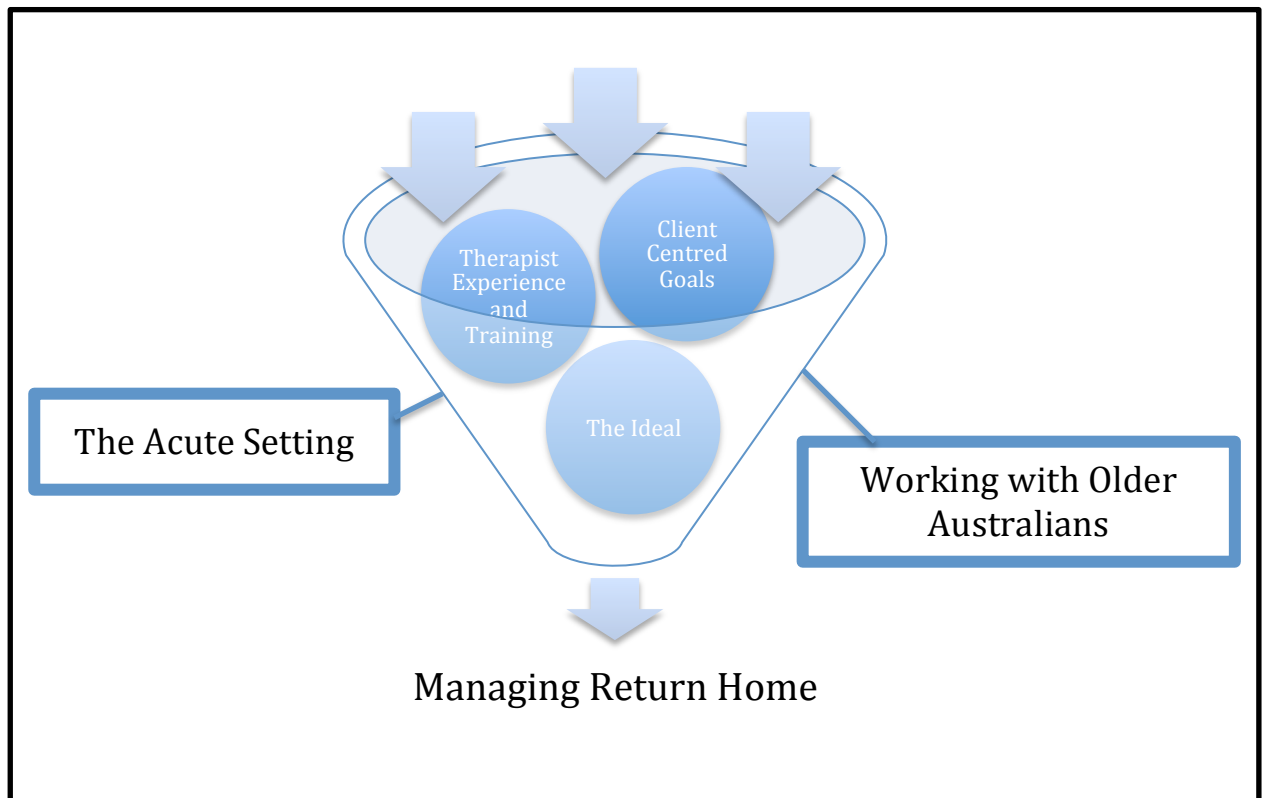 Client
Centred
Goals
Therapist
Experience
and
Training
The Ideal
The Acute Setting
Working with Older
Australians
Managing Return Home